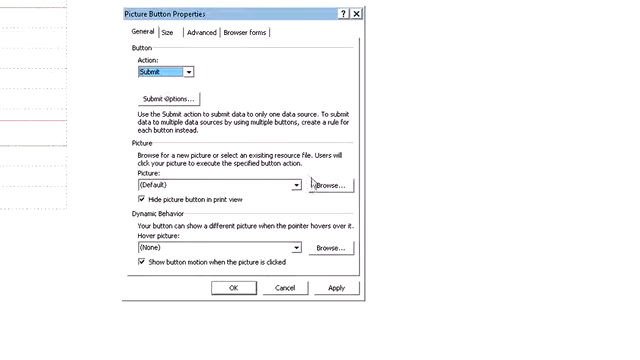 Picture Button Properties
General Size Advanced Browser forms
Button
Action:
Submit
Submit Options...
Use the Submit action to submit data to only one data source. To submit
data to multiple data sources by using multiple buttons, create a rule for
each button instead.
Picture
Browse for a new picture or select an exisiting resource file. Users will
click your picture to execute the specified button action.
Picture:
(Default) Browse...
Hide picture button in print view
Dynamic Behavior
Your button can show a different picture when the pointer hovers over it.
Hover picture:
(None) Browse...
Show button motion when the picture is clicked
OK Cancel Apply